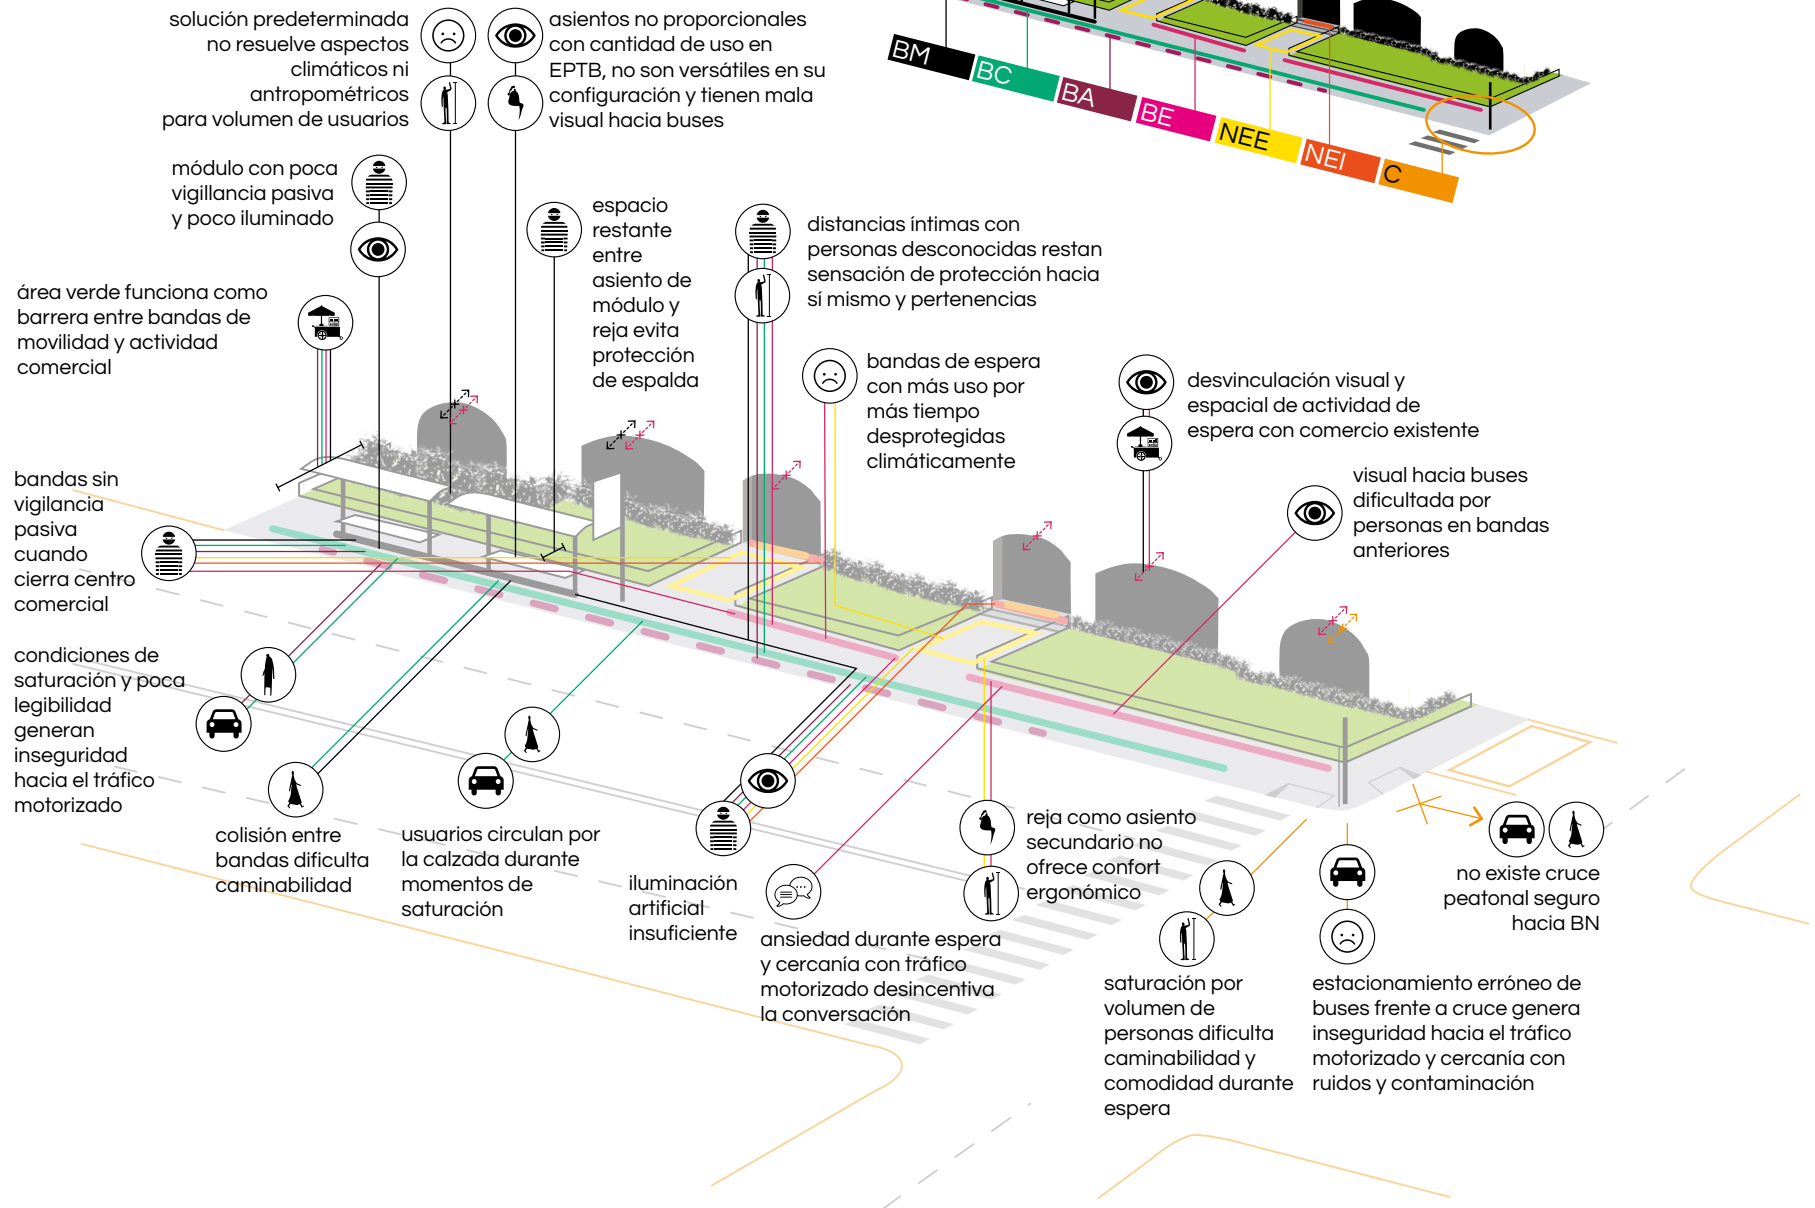 solución predeterminada
no resuelve aspectos
climáticos ni
antropométricos
para volumen de usuarios
asientos no proporcionales
con cantidad de uso en
EPTB, no son versátiles en su
configuración y tienen mala
visual hacia buses
BM
BC
BA
BE
NEE
NEI
C
módulo con poca
vigillancia pasiva
y poco iluminado
espacio
restante
entre
asiento de
módulo y
reja evita
protección
de espalda
distancias íntimas con
personas desconocidas restan
sensación de protección hacia
sí mismo y pertenencias
área verde funciona como
barrera entre bandas de
movilidad y actividad
comercial
bandas de espera
con más uso por
más tiempo
desprotegidas
climáticamente
desvinculación visual y
espacial de actividad de
espera con comercio existente
visual hacia buses
dificultada por
personas en bandas
anteriores
bandas sin
vigilancia
pasiva
cuando
cierra centro
comercial
condiciones de
saturación y poca
legibilidad
generan
inseguridad
hacia el tráfico
motorizado
colisión entre
bandas dificulta
caminabilidad
usuarios circulan por
la calzada durante
momentos de
saturación
iluminación
artificial
insuficiente
ansiedad durante espera
y cercanía con tráfico
motorizado desincentiva
la conversación
reja como asiento
secundario no
ofrece confort
ergonómico
saturación por
volumen de
personas dificulta
caminabilidad y
comodidad durante
espera
estacionamiento erróneo de
buses frente a cruce genera
inseguridad hacia el tráfico
motorizado y cercanía con
ruidos y contaminación
no existe cruce
peatonal seguro
hacia BN